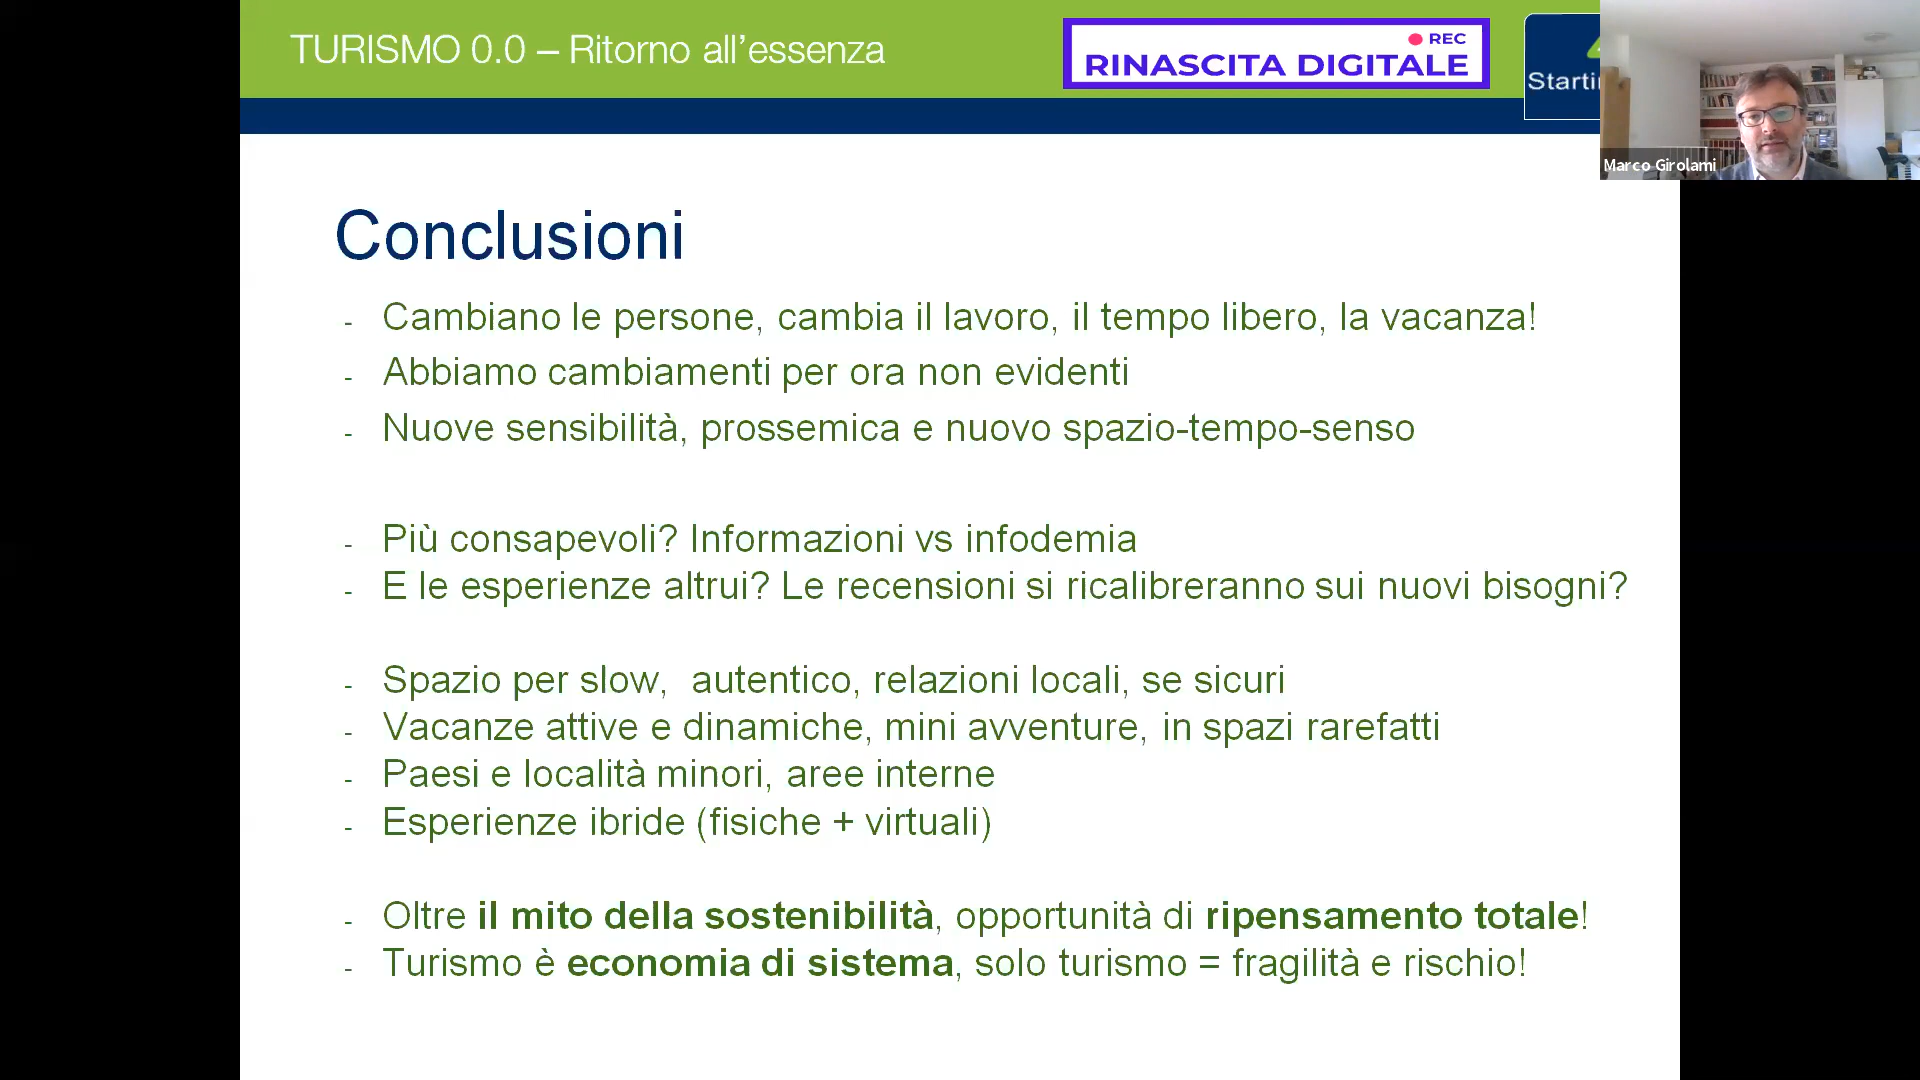 TURISMO 0.0 – Ritorno all’essenza
REC
RINASCITA DIGITALE
Marco Girolami
Conclusioni
- Cambiano le persone, cambia il lavoro, il tempo libero, la vacanza!
- Abbiamo cambiamenti per ora non evidenti
- Nuove sensibilità, prossemica e nuovo spazio-tempo-senso
- Più consapevoli? Informazioni vs infodemia
- E le esperienze altrui? Le recensioni si ricalibreranno sui nuovi bisogni?
- Spazio per slow,  autentico, relazioni locali, se sicuri
- Vacanze attive e dinamiche, mini avventure, in spazi rarefatti
- Paesi e località minori, aree interne
- Esperienze ibride (fisiche + virtuali)
- Oltre il mito della sostenibilità, opportunità di ripensamento totale!
- Turismo è economia di sistema, solo turismo = fragilità e rischio!